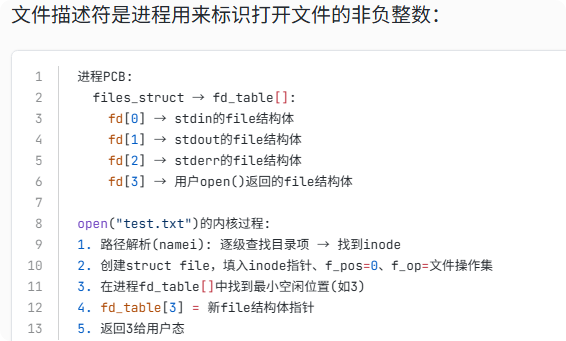 文件描述符是进程用来标识打开文件的非负整数：
1 进程PCB:
2 files_struct → fd_table[]:
3 fd[0] → stdin的file结构体
4 fd[1] → stdout的file结构体
5 fd[2] → stderr的file结构体
6 fd[3] → 用户open()返回的file结构体
7
8 open("test.txt")的内核过程:
9 1. 路径解析(namei): 逐级查找目录项 → 找到inode
10 2. 创建struct file，填入inode指针、f_pos=0、f_op=文件操作集
11 3. 在进程fd_table[]中找到最小空闲位置(如3)
12 4. fd_table[3] = 新file结构体指针
13 5. 返回3给用户态